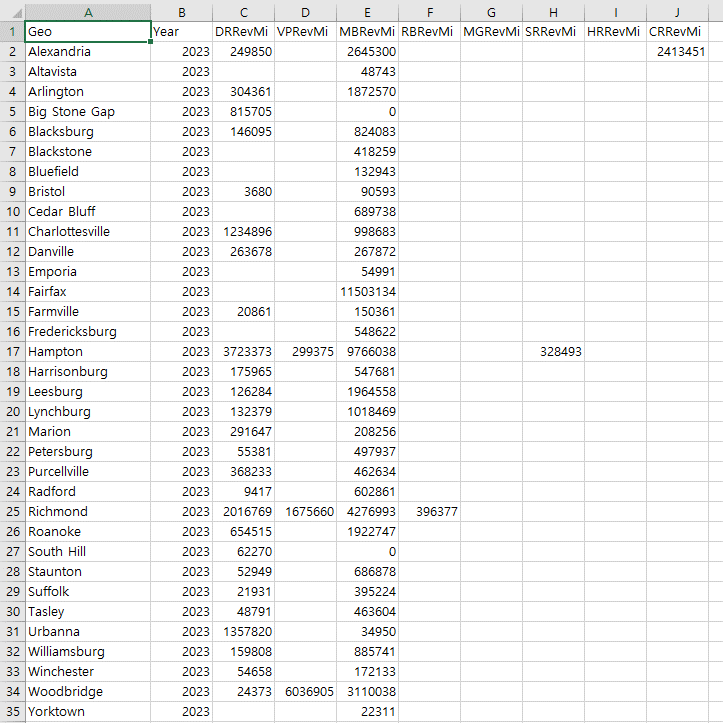 A B C D E F G H I J
1 Geo Year DRRevMi VPRevMi MBRevMi RBRevMi MGRevMi SRRevMi HRRevMi CRRevMi
2 Alexandria 2023 249850 2645300 2413451
3 Altavista 2023 48743
4 Arlington 2023 304361 1872570
5 Big Stone Gap 2023 815705 0
6 Blacksburg 2023 146095 824083
7 Blackstone 2023 418259
8 Bluefield 2023 132943
9 Bristol 2023 3680 90593
10 Cedar Bluff 2023 689738
11 Charlottesville 2023 1234896 998683
12 Danville 2023 263678 267872
13 Emporia 2023 54991
14 Fairfax 2023 11503134
15 Farmville 2023 20861 150361
16 Fredericksburg 2023 548622
17 Hampton 2023 3723373 299375 9766038 328493
18 Harrisonburg 2023 175965 547681
19 Leesburg 2023 126284 1964558
20 Lynchburg 2023 132379 1018469
21 Marion 2023 291647 208256
22 Petersburg 2023 55381 497937
23 Purcellville 2023 368233 462634
24 Radford 2023 9417 602861
25 Richmond 2023 2016769 1675660 4276993 396377
26 Roanoke 2023 654515 1922747
27 South Hill 2023 62270 0
28 Staunton 2023 52949 686878
29 Suffolk 2023 21931 395224
30 Tasley 2023 48791 463604
31 Urbanna 2023 1357820 34950
32 Williamsburg 2023 159808 885741
33 Winchester 2023 54658 172133
34 Woodbridge 2023 24373 6036905 3110038
35 Yorktown 2023 22311